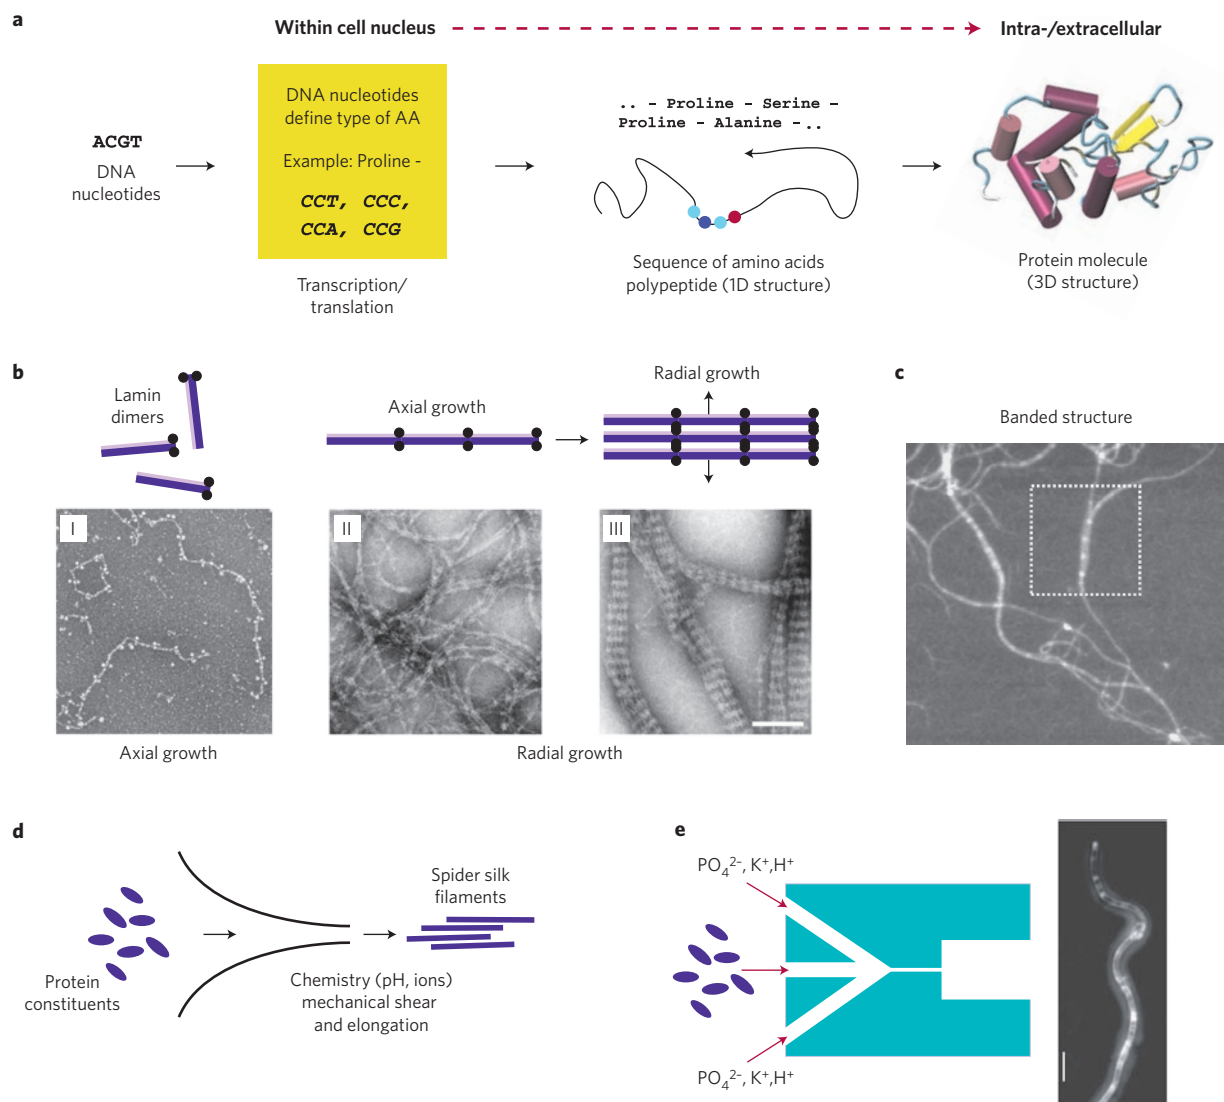 a
Within cell nucleus
Intra-/extracellular
ACGT
DNA
nucleotides
DNA nucleotides
define type of AA
Example: Proline -
CCT, CCC,
CCA, CCG
Transcription/
translation
.. – Proline – Serine –
Proline – Alanine –..
Sequence of amino acids
polypeptide (1D structure)
Protein molecule
(3D structure)
b
Lamin
dimers
Axial growth
Radial growth
I
II
III
Axial growth
Radial growth
c
Banded structure
d
Protein
constituents
Chemistry (pH, ions)
mechanical shear
and elongation
Spider silk
filaments
e
PO₄²⁻, K⁺,H⁺
PO₄²⁻, K⁺,H⁺